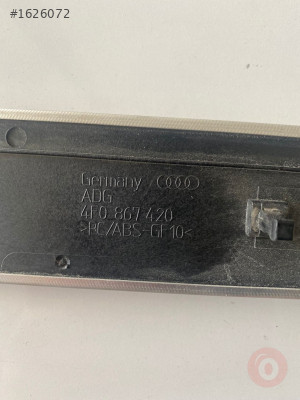 #1626072
Germany
ADG
4F0 867 420
>PC/ABS-GF10<